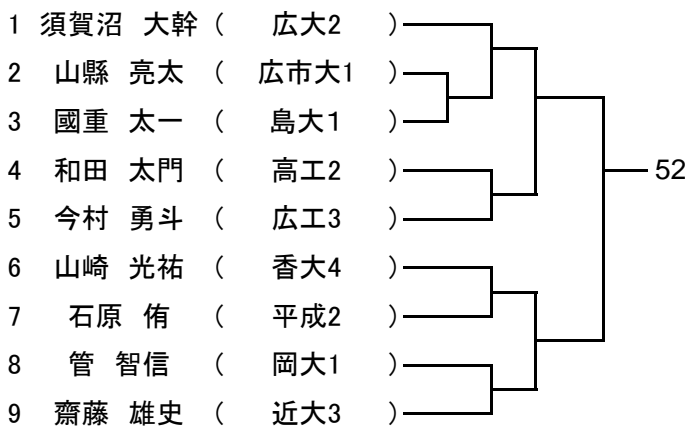 1 須賀沼 大幹 ( 広大2 )
2 山縣 亮太 ( 広市大1 )
3 國重 太一 ( 島大1 )
4 和田 太門 ( 高工2 ) 52
5 今村 勇斗 ( 広工3 )
6 山崎 光祐 ( 香大4 )
7 石原 侑 ( 平成2 )
8 管 智信 ( 岡大1 )
9 齋藤 雄史 ( 近大3 )